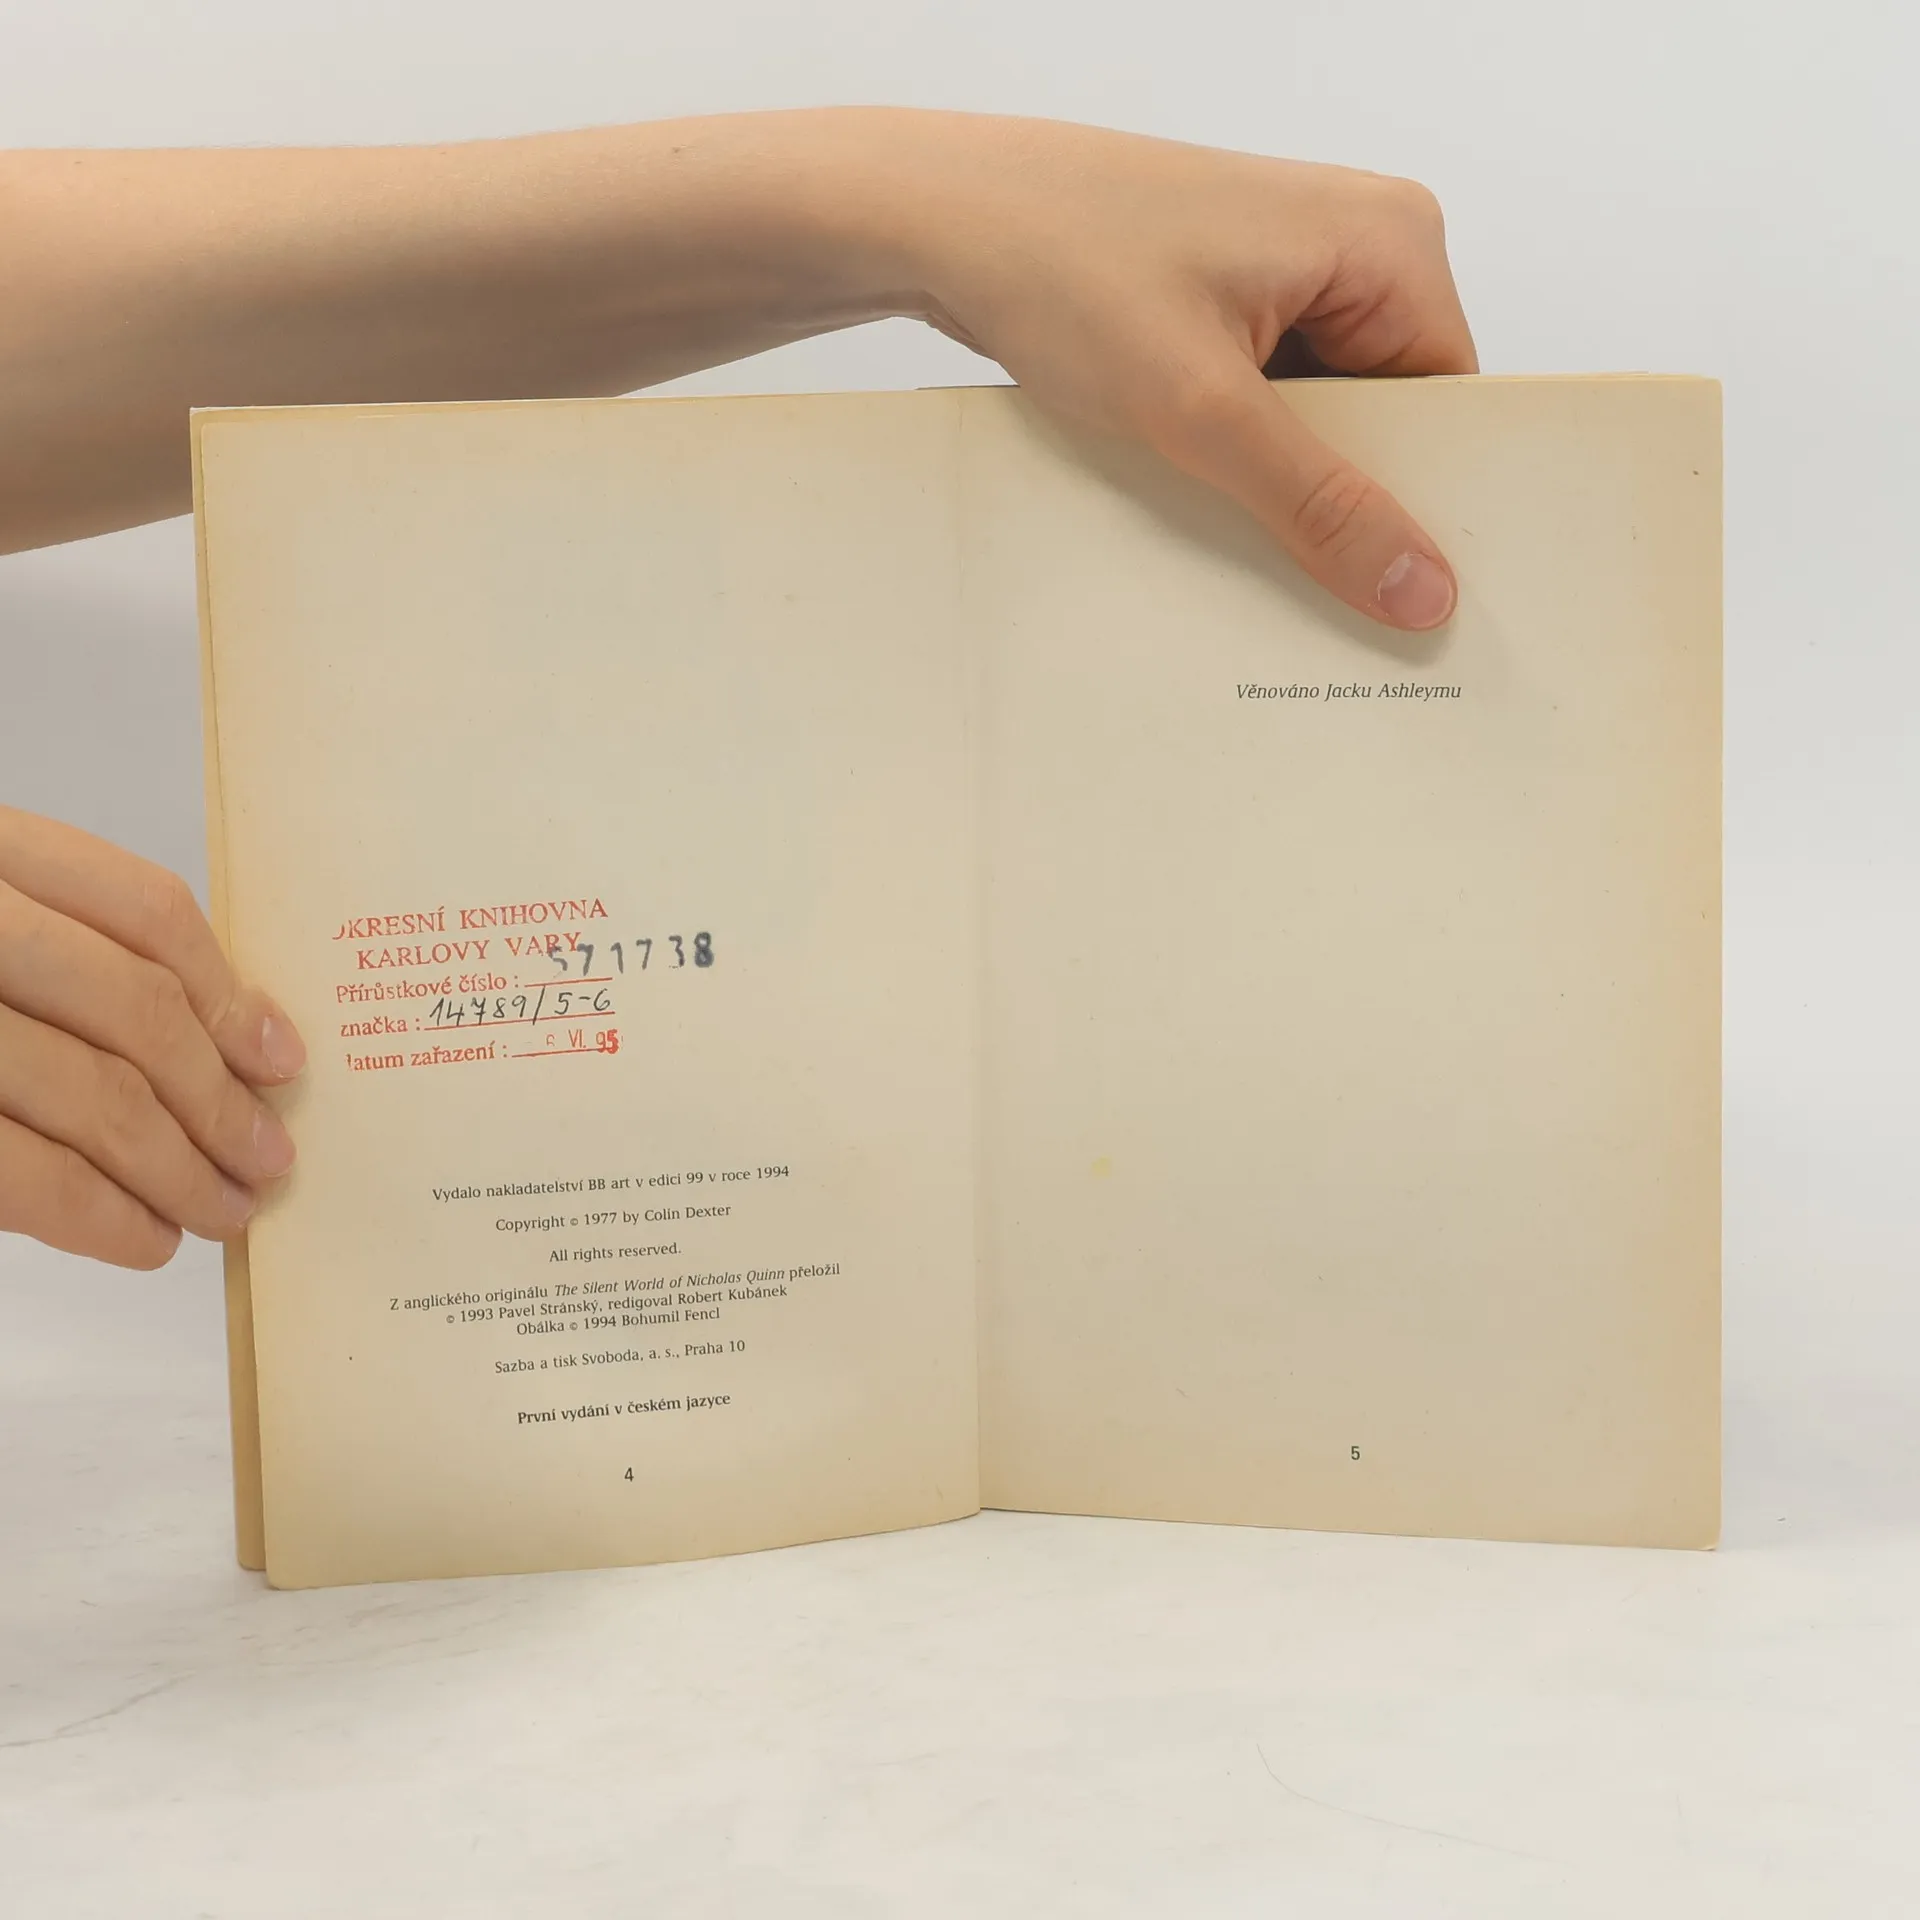 OKRESNÍ KNIHOVNA
KARLOVY VARY
Přírůstkové číslo : 571738
značka : 14789/5-6
datum zařazení : 6 VI. 95
Vydalo nakladatelství BB art v edici 99 v roce 1994
Copyright © 1977 by Colin Dexter
All rights reserved.
Z anglického originálu The Silent World of Nicholas Quinn přeložil
© 1993 Pavel Stránský, redigoval Robert Kubánek
Obálka © 1994 Bohumil Fencl
Sazba a tisk Svoboda, a. s., Praha 10
První vydání v českém jazyce
4
Věnováno Jacku Ashleymu
5